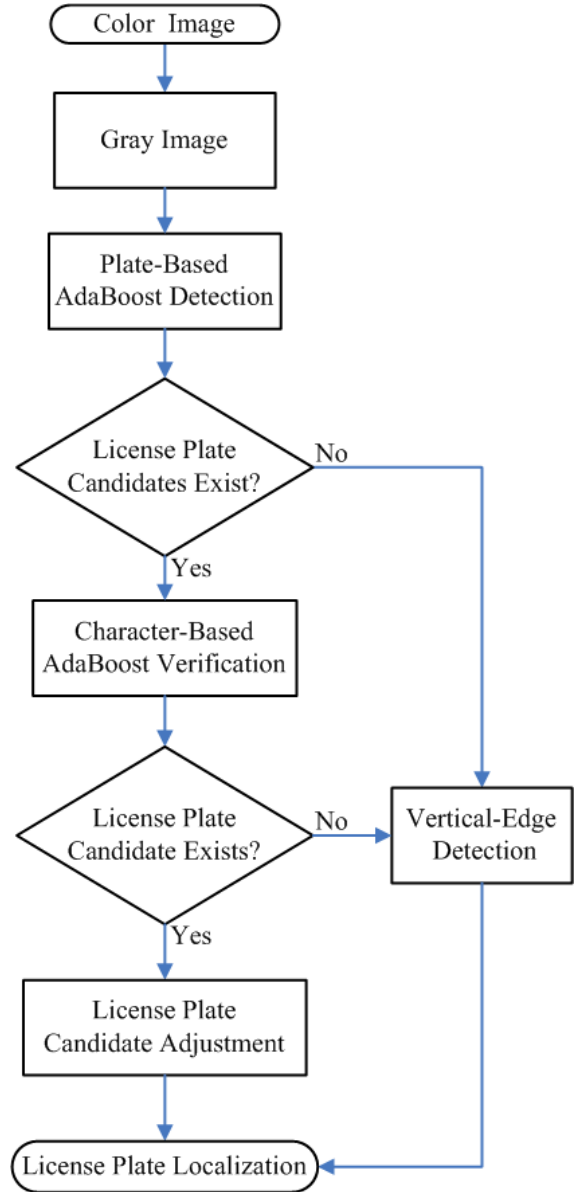 Color Image
Gray Image
Plate-Based
AdaBoost Detection
License Plate
Candidates Exist?
No
Yes
Character-Based
AdaBoost Verification
License Plate
Candidate Exists?
No
Vertical-Edge
Detection
Yes
License Plate
Candidate Adjustment
License Plate Localization